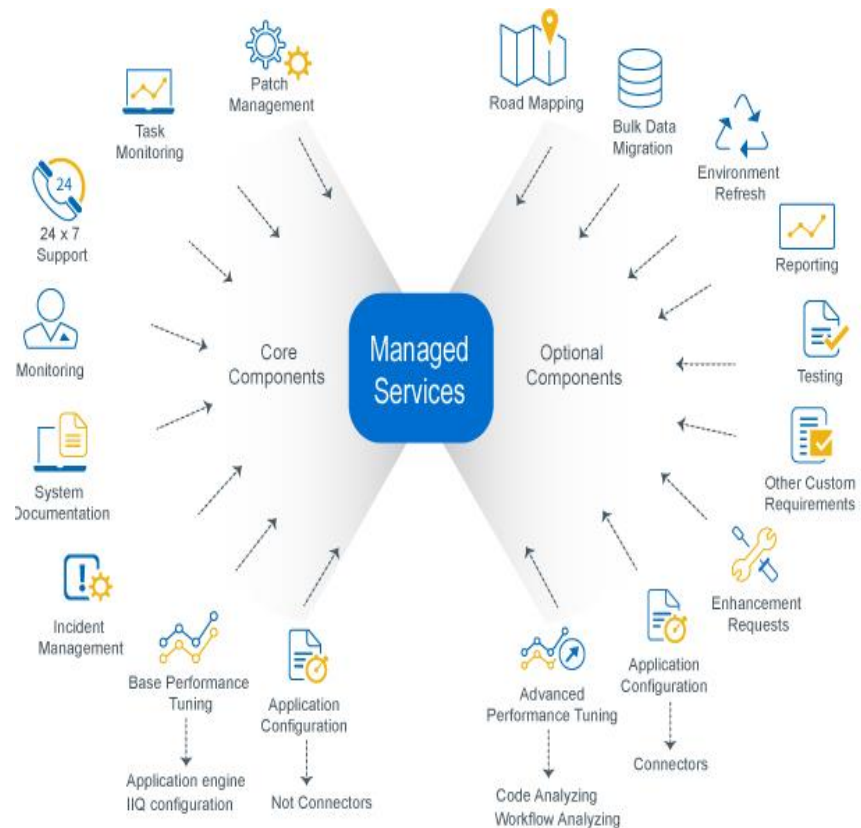 Patch
Management
Task
Monitoring
24
24 x 7
Support
Monitoring
System
Documentation
Incident
Management
Base Performance
Tuning
Application engine
IIQ configuration
Application
Configuration
Not Connectors
Core
Components
Managed
Services
Optional
Components
Road Mapping
Bulk Data
Migration
Environment
Refresh
Reporting
Testing
Other Custom
Requirements
Enhancement
Requests
Application
Configuration
Connectors
Advanced
Performance Tuning
Code Analyzing
Workflow Analyzing